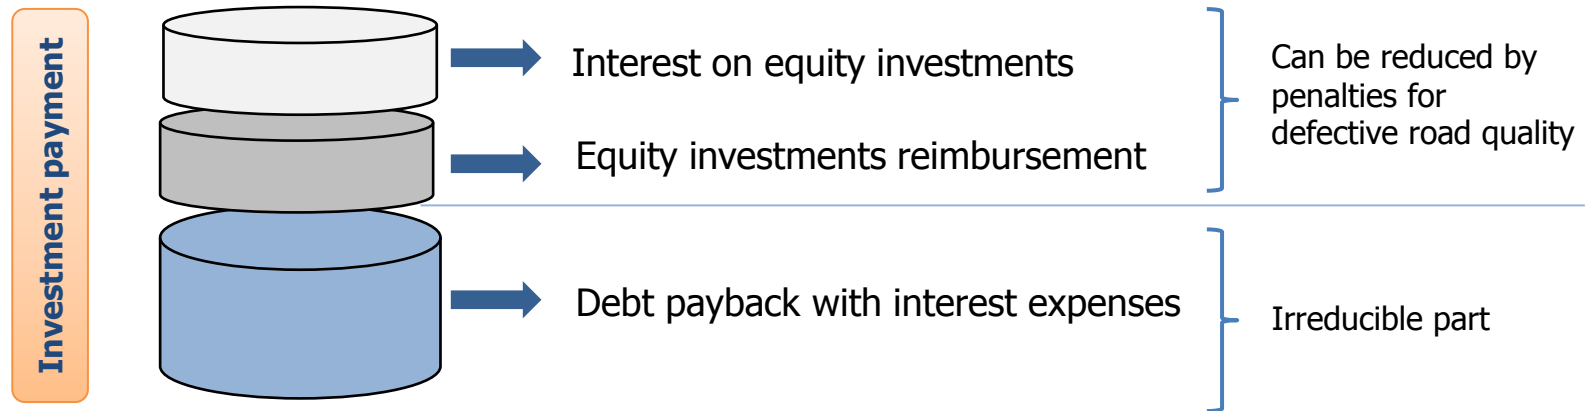 Investment payment
Interest on equity investments
Equity investments reimbursement
Can be reduced by
penalties for
defective road quality
Debt payback with interest expenses
Irreducible part